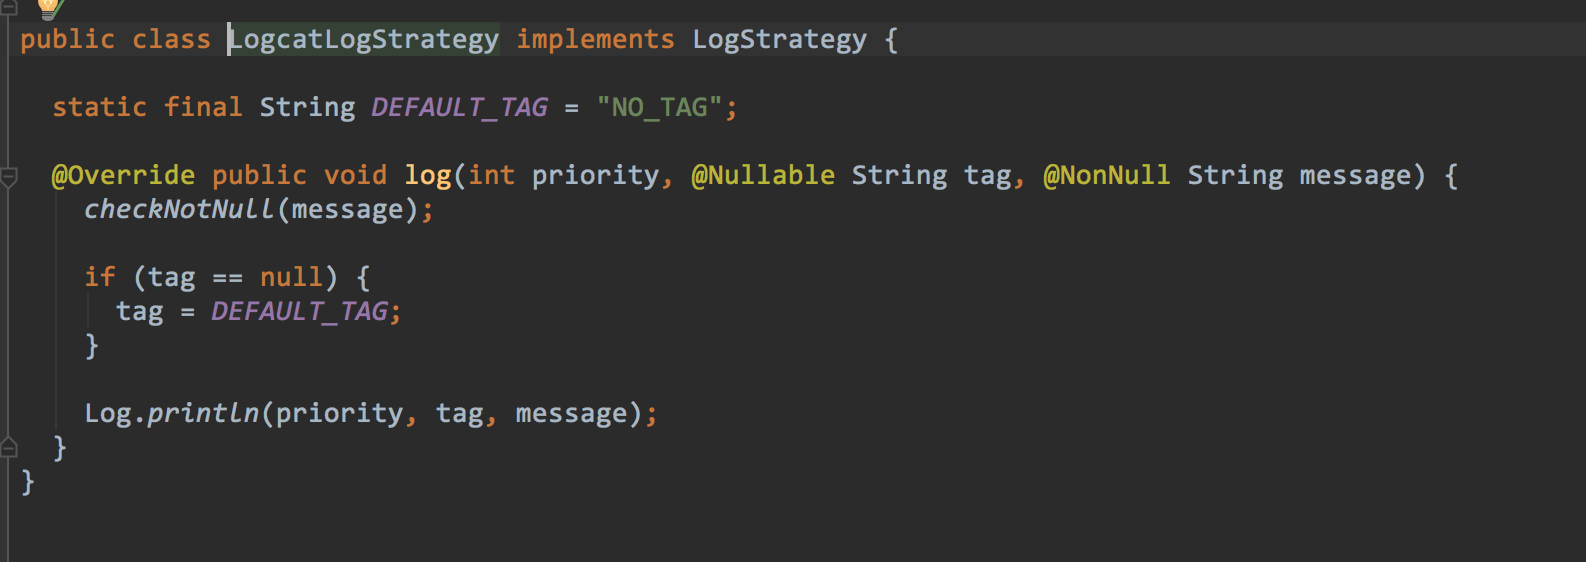 public class LogcatLogStrategy implements LogStrategy {
static final String DEFAULT_TAG = "NO_TAG";
@Override public void log(int priority, @Nullable String tag, @NonNull String message) {
checkNotNull(message);
if (tag == null) {
tag = DEFAULT_TAG;
}
Log.println(priority, tag, message);
}
}